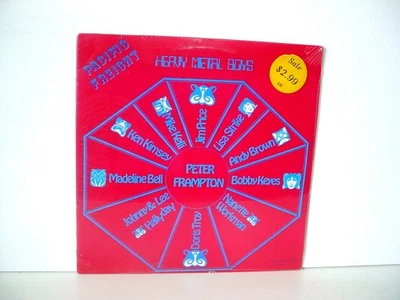 PACIFIC
FREIGHT
HEAVY METAL BOYS
Sale
$2.99
Jim Price
Lisa Strike
Andy Brown
Bobby Keyes
Nanette
Workman
Doris Troy
Johnny & Lee
Hallyday
Madeline Bell
Ken Kimsey
Mike Kelli
PETER
FRAMPTON